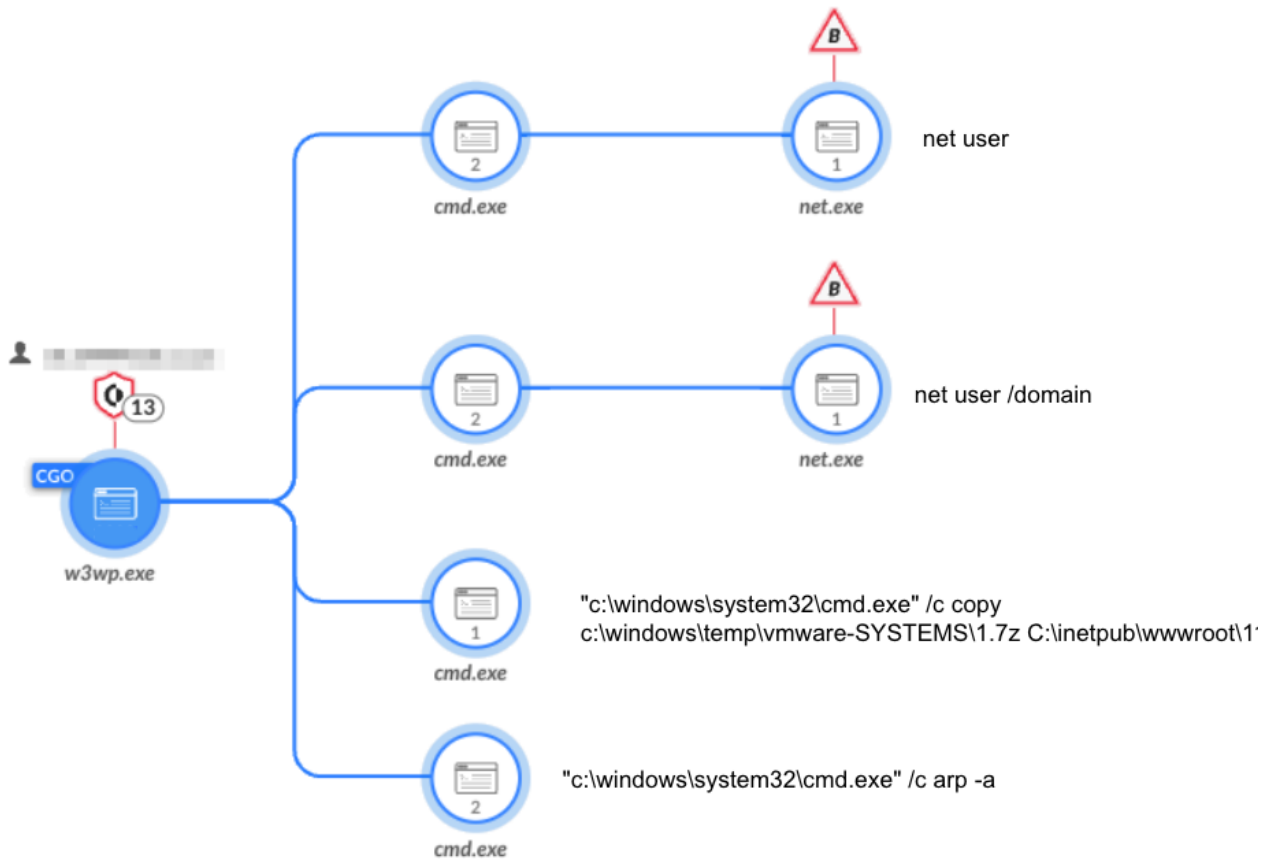 B
2
cmd.exe
1
net.exe
net user
B
2
cmd.exe
1
net.exe
net user /domain
13
CGO
w3wp.exe
1
cmd.exe
"c:\windows\system32\cmd.exe" /c copy
c:\windows\temp\vmware-SYSTEMS\1.7z C:\inetpub\wwwroot\1
2
cmd.exe
"c:\windows\system32\cmd.exe" /c arp -a